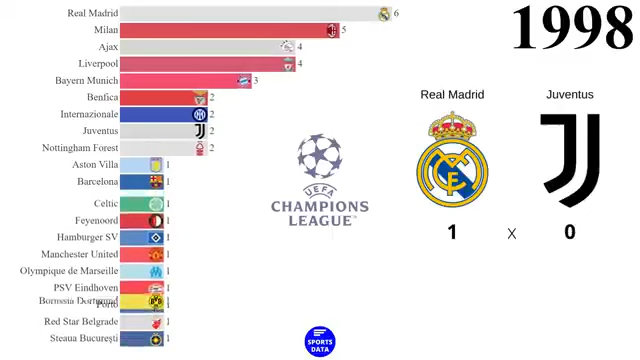 Real Madrid 6
Milan 5
Ajax 4
Liverpool 4
Bayern Munich 3
Benfica 2
Internazionale 2
Juventus 2
Nottingham Forest 2
Aston Villa 1
Barcelona 1
Celtic 1
Feyenoord 1
Hamburger SV 1
Manchester United 1
Olympique de Marseille 1
PSV Eindhoven 1
Borussia Dortmund 1
Porto
Red Star Belgrade 1
Steaua București 1
UEFA
CHAMPIONS
LEAGUE
1998
Real Madrid Juventus
1 X 0
SPORTS
DATA